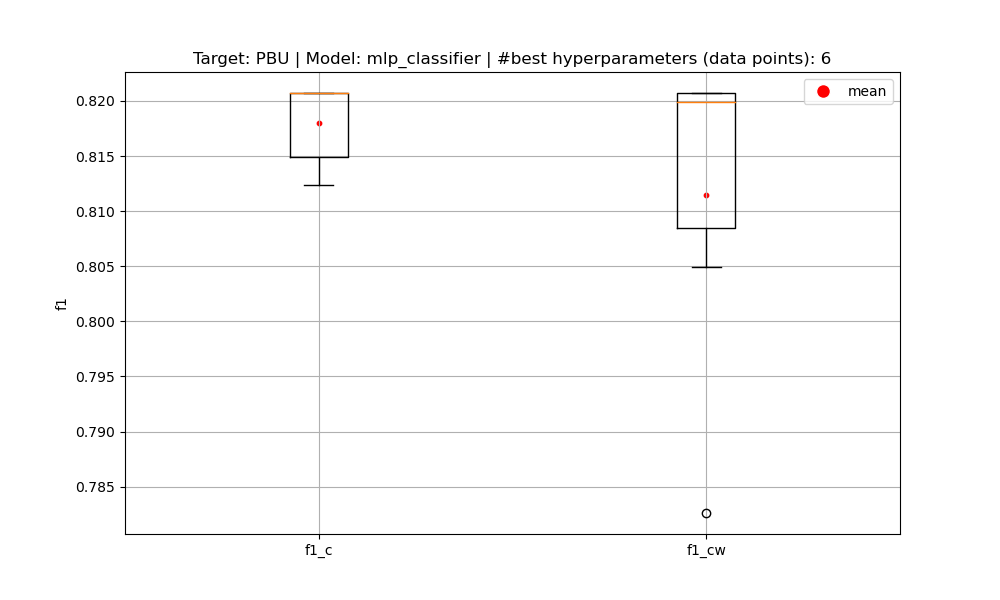 Target: PBU | Model: mlp_classifier | #best hyperparameters (data points): 6
mean
0.820
0.815
0.810
0.805
0.800
0.795
0.790
0.785
f1
f1_c
f1_cw